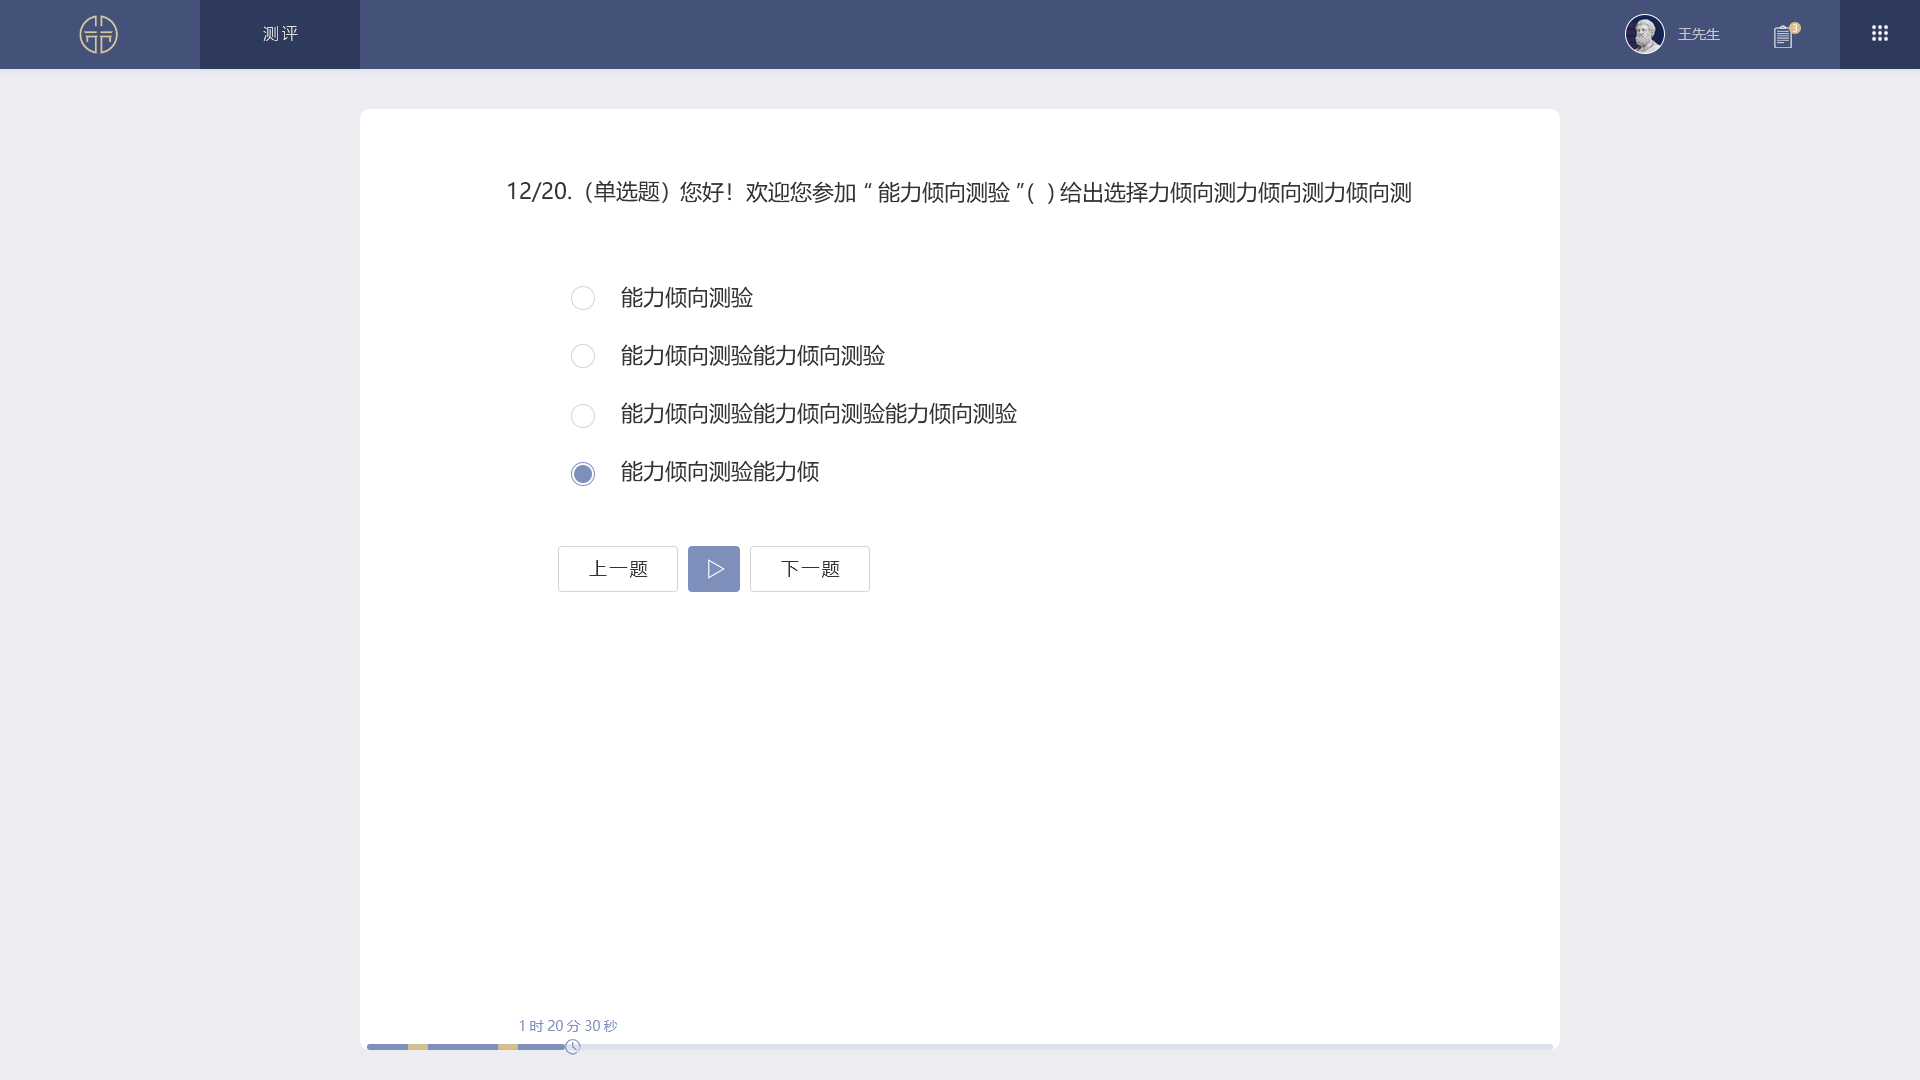 测评
王先生
3
12/20.（单选题）您好！欢迎您参加 “ 能力倾向测验 ”( ) 给出选择力倾向测力倾向测力倾向测
能力倾向测验
能力倾向测验能力倾向测验
能力倾向测验能力倾向测验能力倾向测验
能力倾向测验能力倾
上一题
下一题
1 时 20 分 30 秒